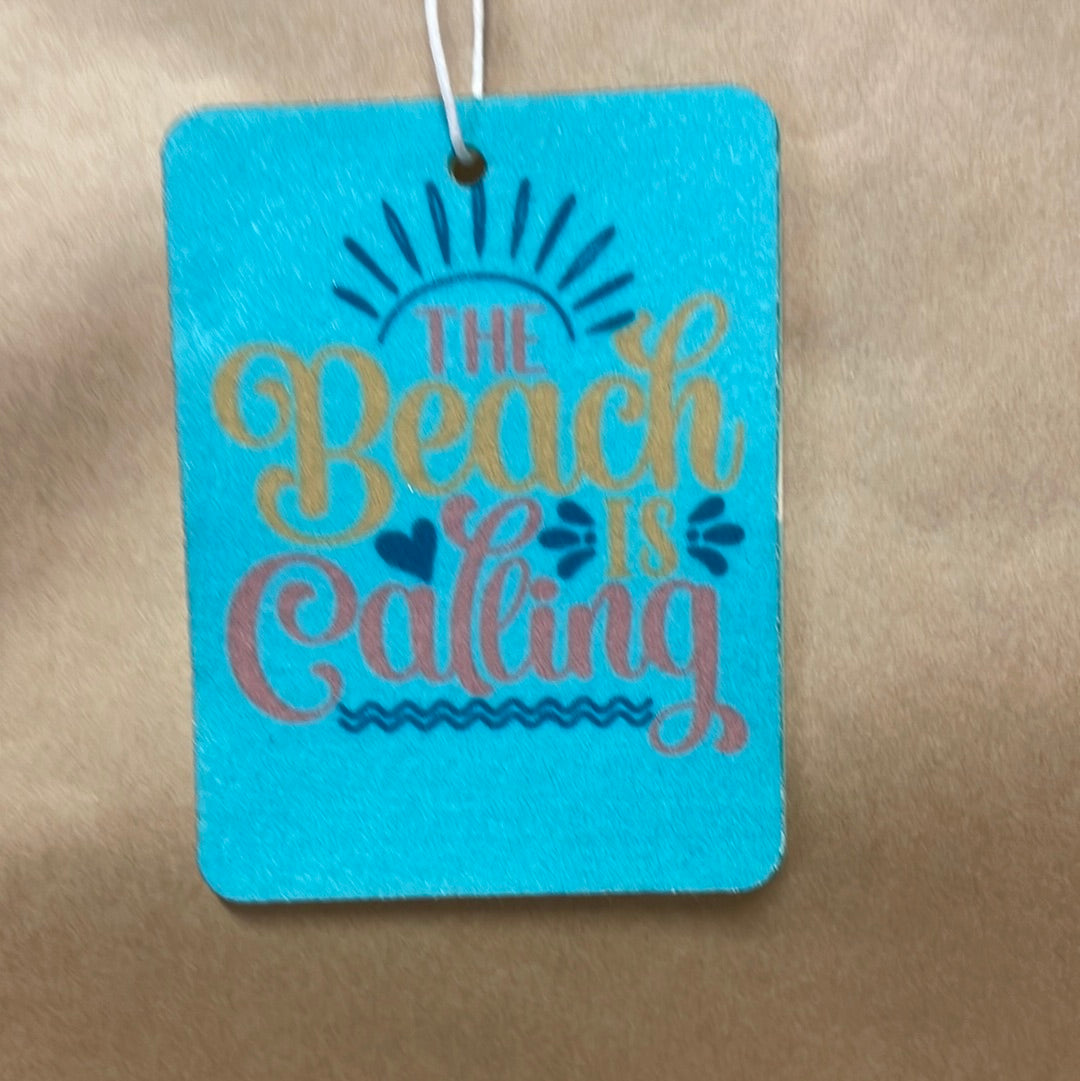 THE
Beach
IS
Calling